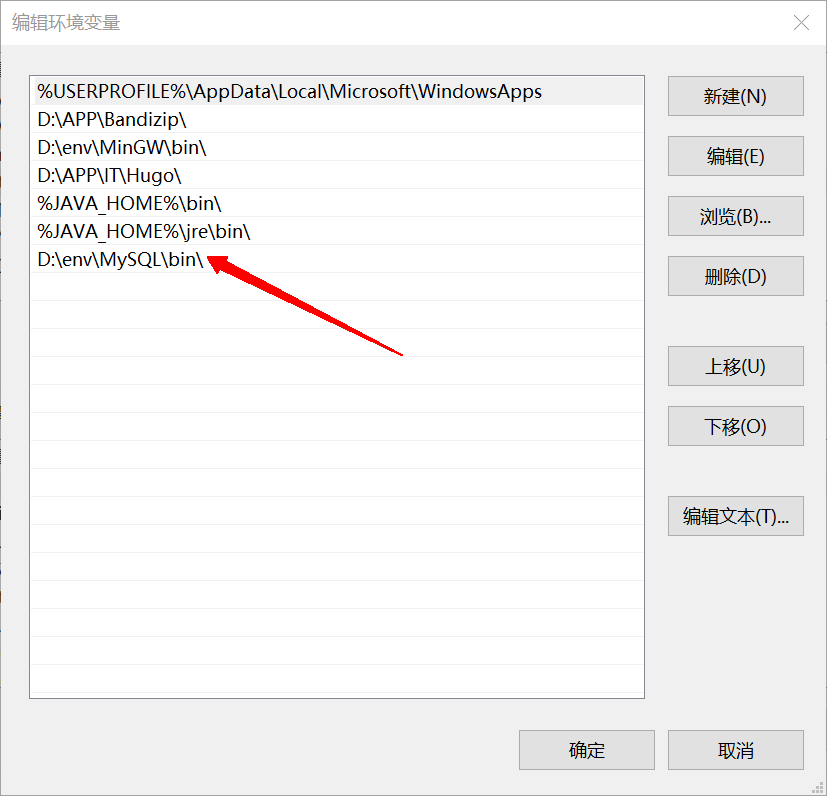 编辑环境变量
%USERPROFILE%\AppData\Local\Microsoft\WindowsApps
D:\APP\Bandizip\
D:\env\MinGW\bin\
D:\APP\IT\Hugo\
%JAVA_HOME%\bin\
%JAVA_HOME%\jre\bin\
D:\env\MySQL\bin\
新建(N)
编辑(E)
浏览(B)...
删除(D)
上移(U)
下移(O)
编辑文本(T)...
确定
取消